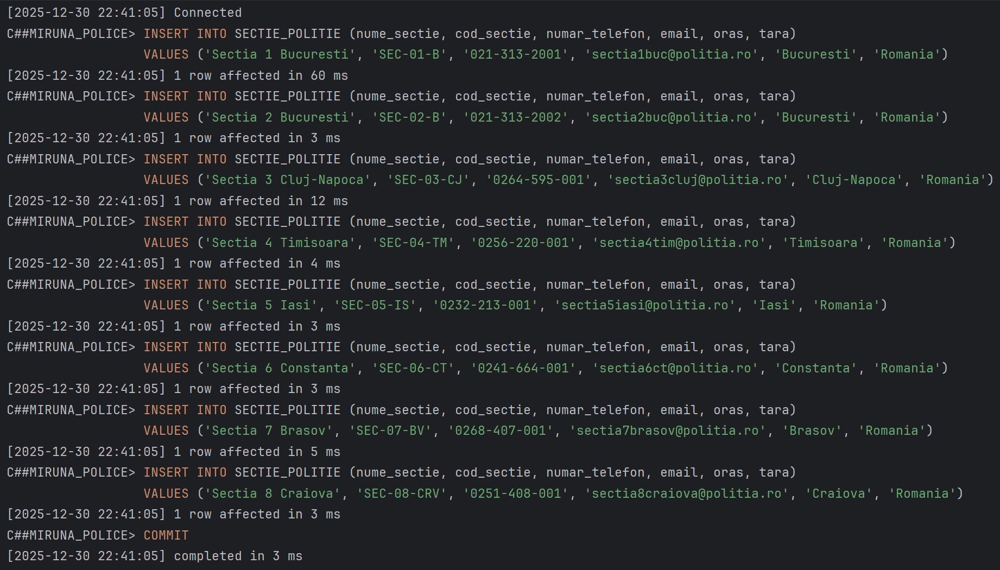 [2025-12-30 22:41:05] Connected
C##MIRUNA_POLICE> INSERT INTO SECTIE_POLITIE (nume_sectie, cod_sectie, numar_telefon, email, oras, tara)
VALUES ('Sectia 1 Bucuresti', 'SEC-01-B', '021-313-2001', 'sectia1buc@politia.ro', 'Bucuresti', 'Romania')
[2025-12-30 22:41:05] 1 row affected in 60 ms
C##MIRUNA_POLICE> INSERT INTO SECTIE_POLITIE (nume_sectie, cod_sectie, numar_telefon, email, oras, tara)
VALUES ('Sectia 2 Bucuresti', 'SEC-02-B', '021-313-2002', 'sectia2buc@politia.ro', 'Bucuresti', 'Romania')
[2025-12-30 22:41:05] 1 row affected in 3 ms
C##MIRUNA_POLICE> INSERT INTO SECTIE_POLITIE (nume_sectie, cod_sectie, numar_telefon, email, oras, tara)
VALUES ('Sectia 3 Cluj-Napoca', 'SEC-03-CJ', '0264-595-001', 'sectia3cluj@politia.ro', 'Cluj-Napoca', 'Romania')
[2025-12-30 22:41:05] 1 row affected in 12 ms
C##MIRUNA_POLICE> INSERT INTO SECTIE_POLITIE (nume_sectie, cod_sectie, numar_telefon, email, oras, tara)
VALUES ('Sectia 4 Timisoara', 'SEC-04-TM', '0256-220-001', 'sectia4tim@politia.ro', 'Timisoara', 'Romania')
[2025-12-30 22:41:05] 1 row affected in 4 ms
C##MIRUNA_POLICE> INSERT INTO SECTIE_POLITIE (nume_sectie, cod_sectie, numar_telefon, email, oras, tara)
VALUES ('Sectia 5 Iasi', 'SEC-05-IS', '0232-213-001', 'sectia5iasi@politia.ro', 'Iasi', 'Romania')
[2025-12-30 22:41:05] 1 row affected in 3 ms
C##MIRUNA_POLICE> INSERT INTO SECTIE_POLITIE (nume_sectie, cod_sectie, numar_telefon, email, oras, tara)
VALUES ('Sectia 6 Constanta', 'SEC-06-CT', '0241-664-001', 'sectia6ct@politia.ro', 'Constanta', 'Romania')
[2025-12-30 22:41:05] 1 row affected in 3 ms
C##MIRUNA_POLICE> INSERT INTO SECTIE_POLITIE (nume_sectie, cod_sectie, numar_telefon, email, oras, tara)
VALUES ('Sectia 7 Brasov', 'SEC-07-BV', '0268-407-001', 'sectia7brasov@politia.ro', 'Brasov', 'Romania')
[2025-12-30 22:41:05] 1 row affected in 5 ms
C##MIRUNA_POLICE> INSERT INTO SECTIE_POLITIE (nume_sectie, cod_sectie, numar_telefon, email, oras, tara)
VALUES ('Sectia 8 Craiova', 'SEC-08-CRV', '0251-408-001', 'sectia8craiova@politia.ro', 'Craiova', 'Romania')
[2025-12-30 22:41:05] 1 row affected in 3 ms
C##MIRUNA_POLICE> COMMIT
[2025-12-30 22:41:05] completed in 3 ms